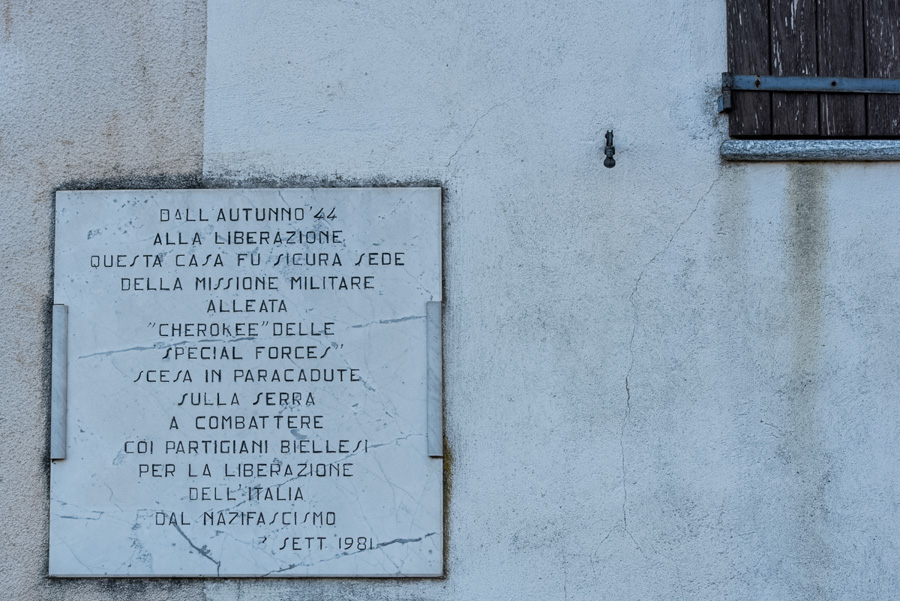 DALL'AUTUNNO '44
ALLA LIBERAZIONE
QUESTA CASA FU SICURA SEDE
DELLA MISSIONE MILITARE
ALLEATA
"CHEROKEE" DELLE
SPECIAL FORCES"
SCESA IN PARACADUTE
SULLA SERRA
A COMBATTERE
COI PARTIGIANI BIELLESI
PER LA LIBERAZIONE
DELL'ITALIA
DAL NAZIFASCISMO
SETT. 1981